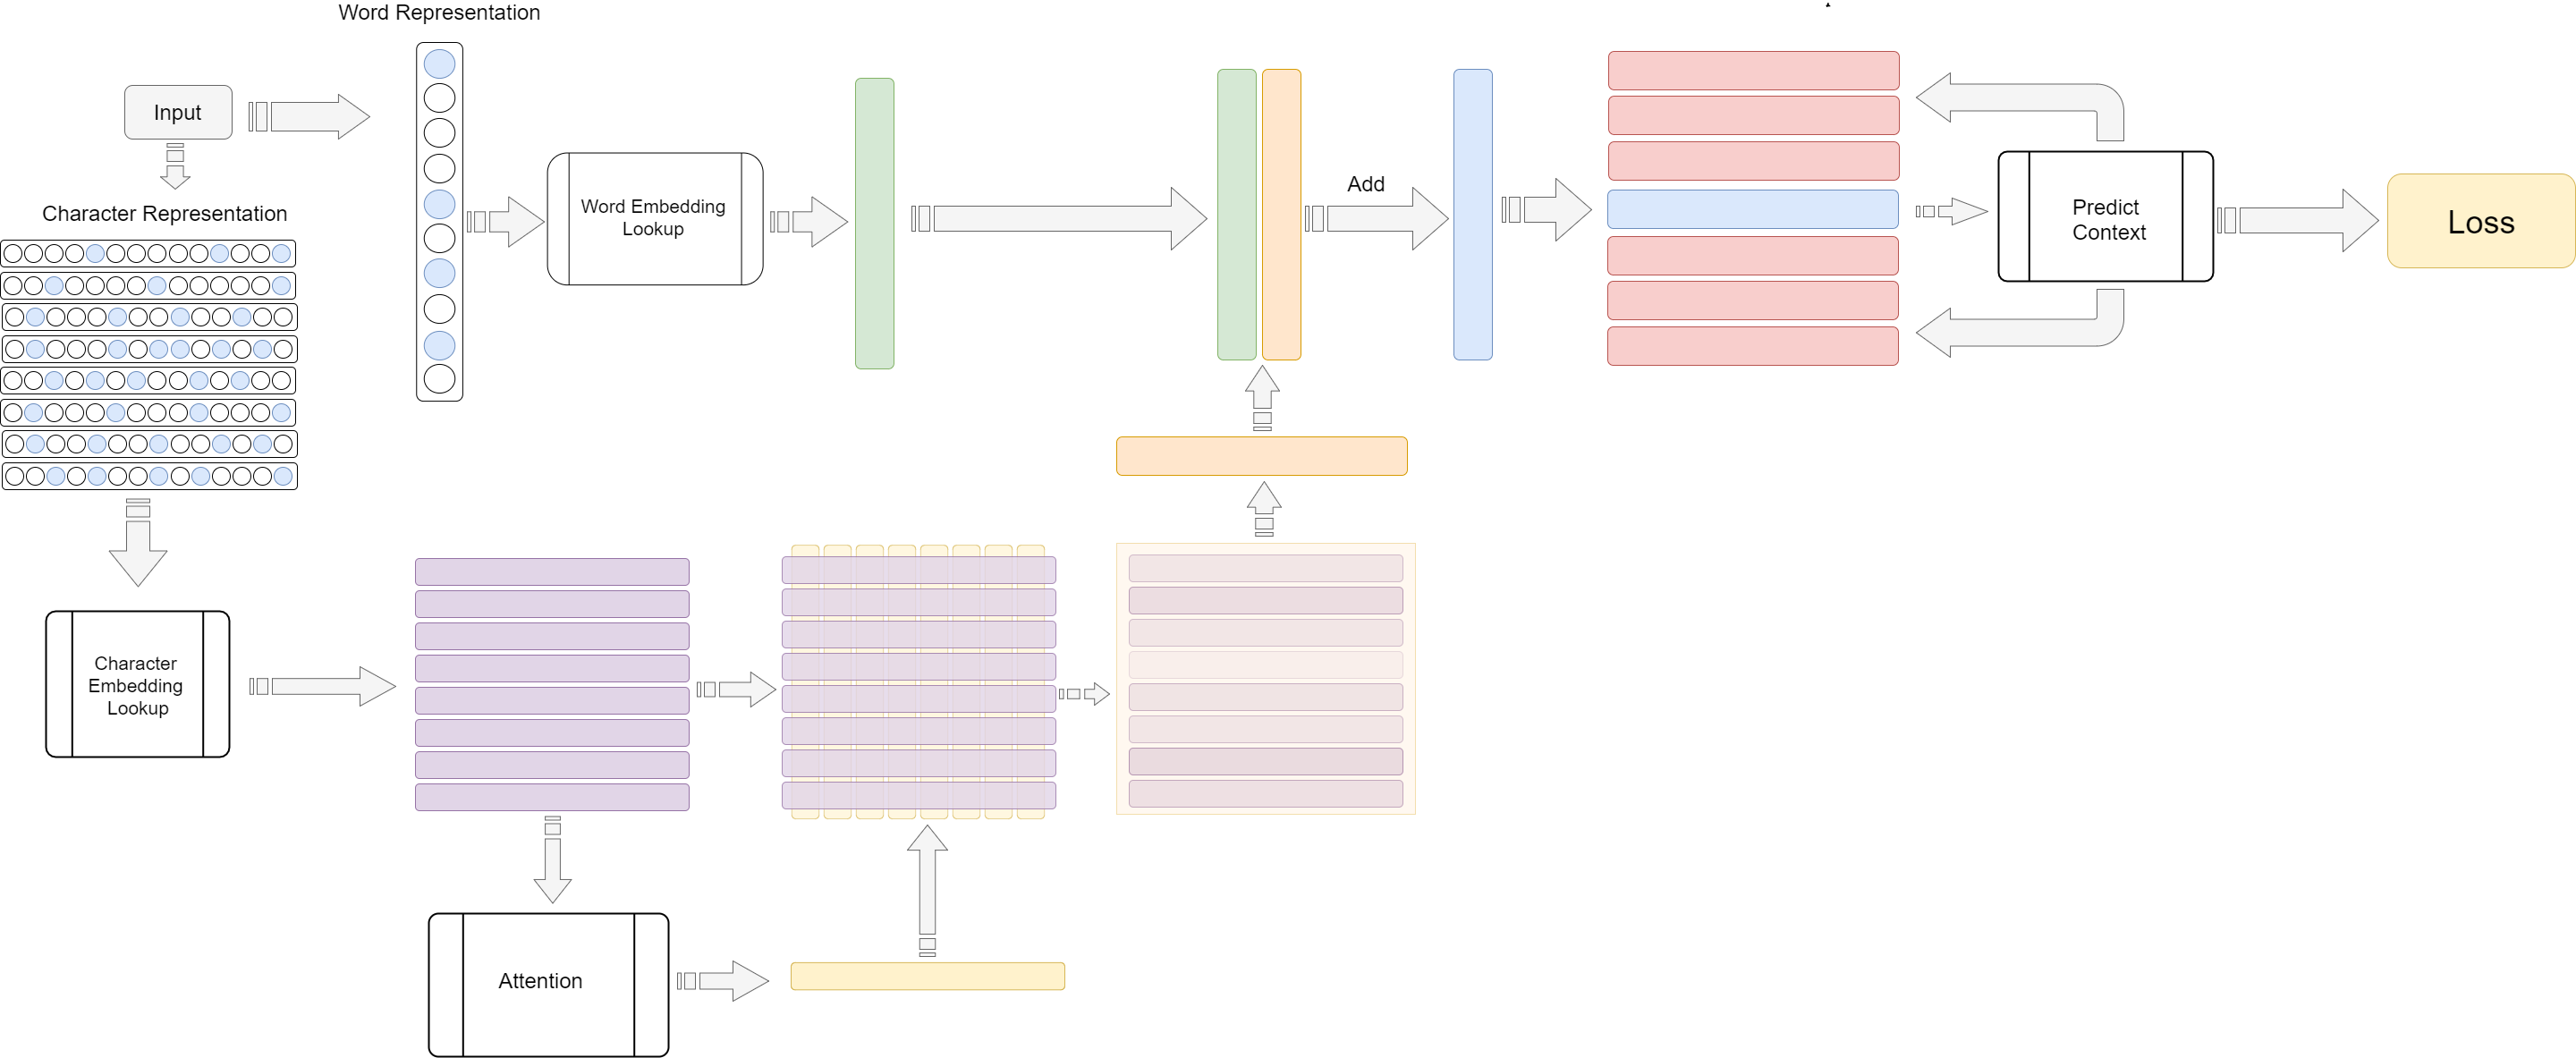 Word Representation
Input
Character Representation
Word Embedding
Lookup
Add
Predict
Context
Loss
Character
Embedding
Lookup
Attention